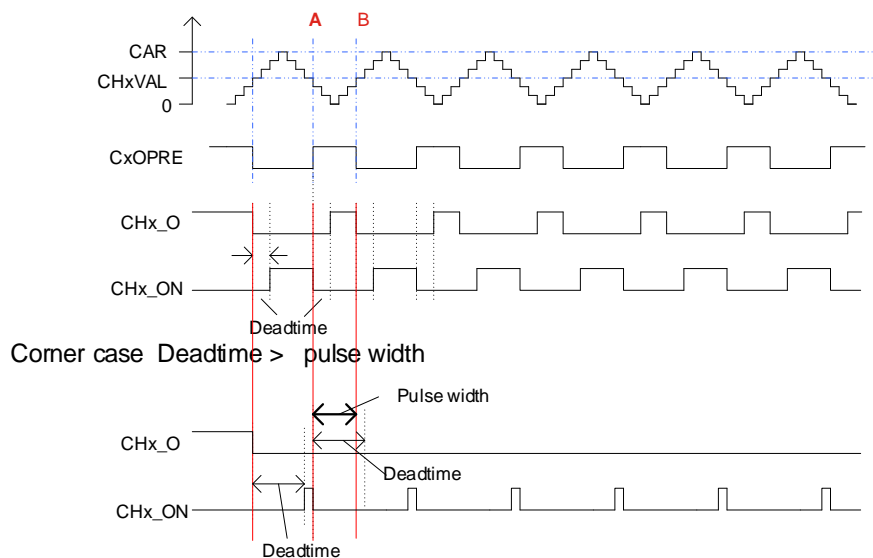 A B
CAR
CHxVAL
0
CxOPRE
CHx_O
CHx_ON
Deadtime
Corner case Deadtime > pulse width
Pulse width
CHx_O
Deadtime
CHx_ON
Deadtime